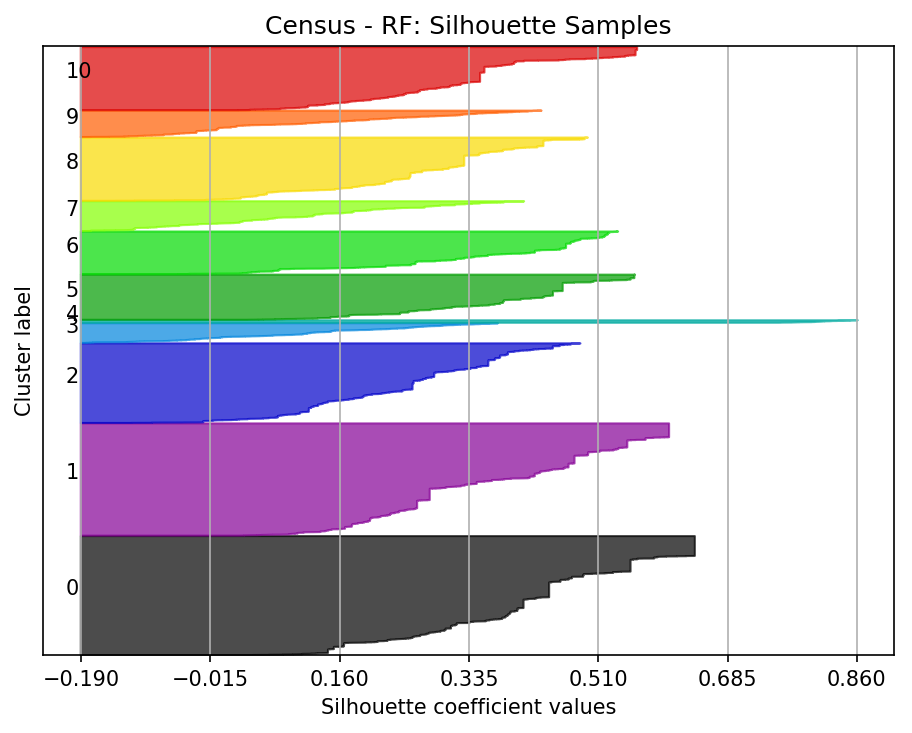 Census - RF: Silhouette Samples
Cluster label
10
9
8
7
6
5
4
3
2
1
0
−0.190 −0.015 0.160 0.335 0.510 0.685 0.860
Silhouette coefficient values